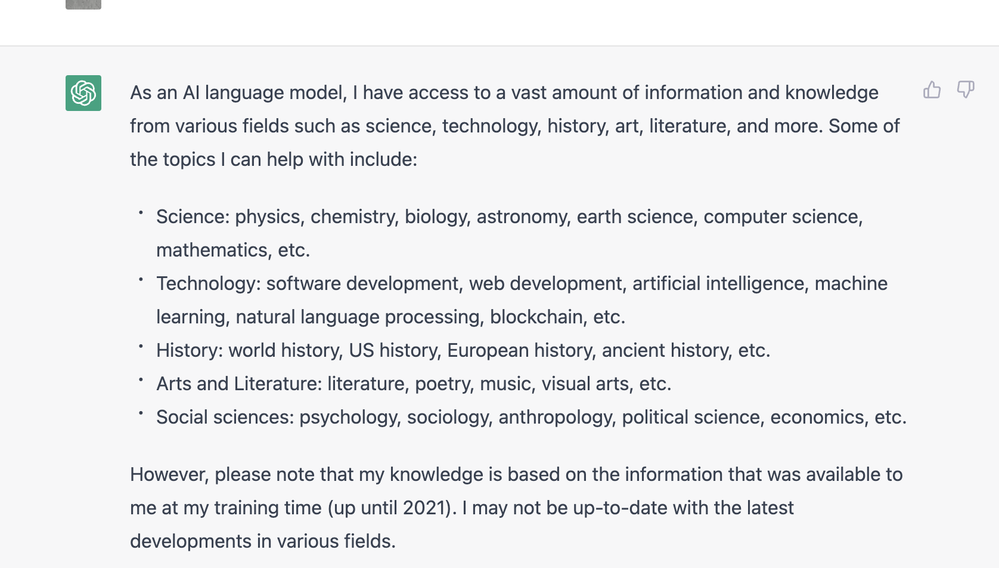 As an AI language model, I have access to a vast amount of information and knowledge
from various fields such as science, technology, history, art, literature, and more. Some of
the topics I can help with include:
• Science: physics, chemistry, biology, astronomy, earth science, computer science,
mathematics, etc.
• Technology: software development, web development, artificial intelligence, machine
learning, natural language processing, blockchain, etc.
• History: world history, US history, European history, ancient history, etc.
• Arts and Literature: literature, poetry, music, visual arts, etc.
• Social sciences: psychology, sociology, anthropology, political science, economics, etc.
However, please note that my knowledge is based on the information that was available to
me at my training time (up until 2021). I may not be up-to-date with the latest
developments in various fields.